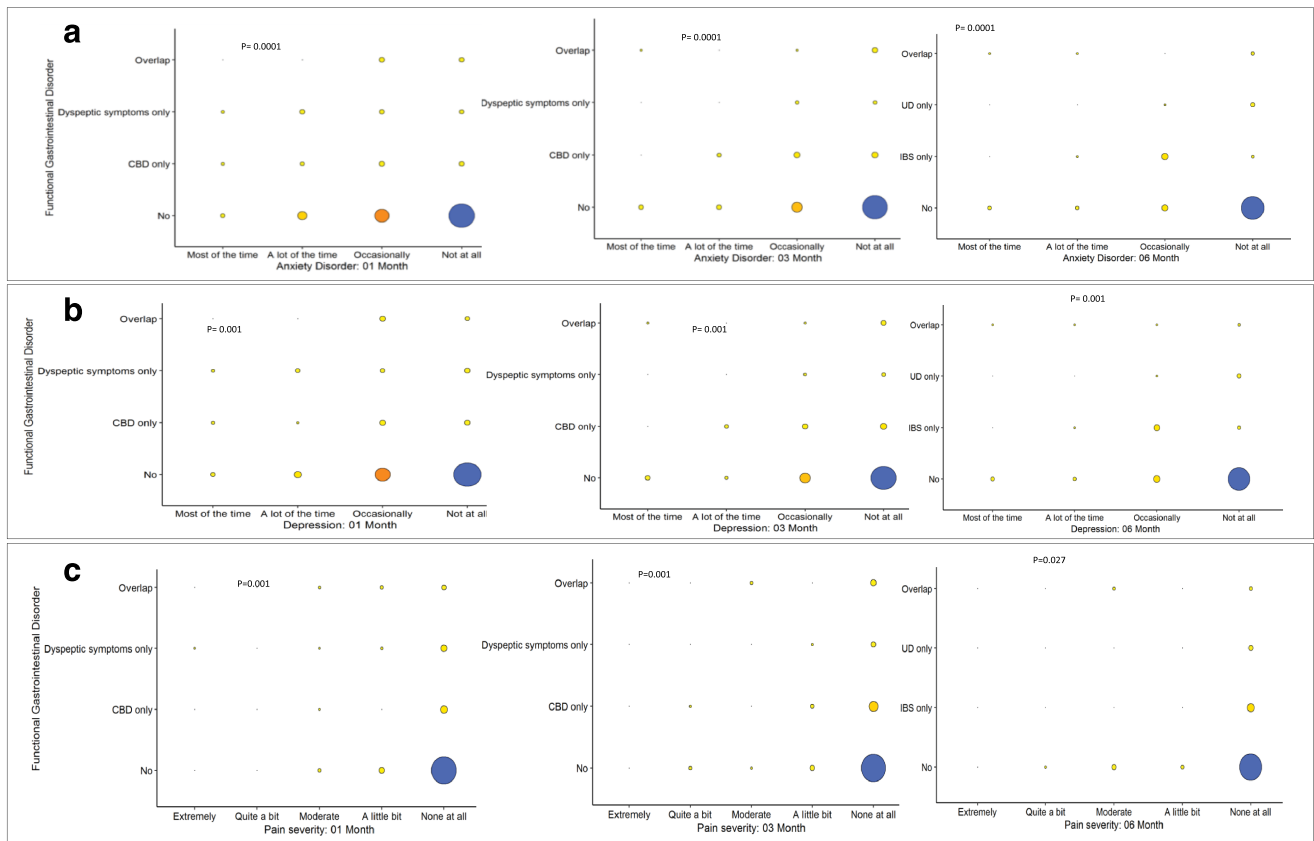 a
Functional Gastrointestinal Disorder
P= 0.0001
Overlap
Dyspeptic symptoms only
CBD only
No
Most of the time A lot of the time Occasionally Not at all
Anxiety Disorder: 01 Month
P= 0.0001
Overlap
Dyspeptic symptoms only
CBD only
No
Most of the time A lot of the time Occasionally Not at all
Anxiety Disorder: 03 Month
P= 0.0001
Overlap
UD only
IBS only
No
Most of the time A lot of the time Occasionally Not at all
Anxiety Disorder: 06 Month
b
Functional Gastrointestinal Disorder
P= 0.001
Overlap
Dyspeptic symptoms only
CBD only
No
Most of the time A lot of the time Occasionally Not at all
Depression: 01 Month
P= 0.001
Overlap
Dyspeptic symptoms only
CBD only
No
Most of the time A lot of the time Occasionally Not at all
Depression: 03 Month
P= 0.001
Overlap
UD only
IBS only
No
Most of the time A lot of the time Occasionally Not at all
Depression: 06 Month
c
Functional Gastrointestinal Disorder
P=0.001
Overlap
Dyspeptic symptoms only
CBD only
No
Extremely Quite a bit Moderate A little bit None at all
Pain severity: 01 Month
P=0.001
Overlap
Dyspeptic symptoms only
CBD only
No
Extremely Quite a bit Moderate A little bit None at all
Pain severity: 03 Month
P=0.027
Overlap
UD only
IBS only
No
Extremely Quite a bit Moderate A little bit None at all
Pain severity: 06 Month